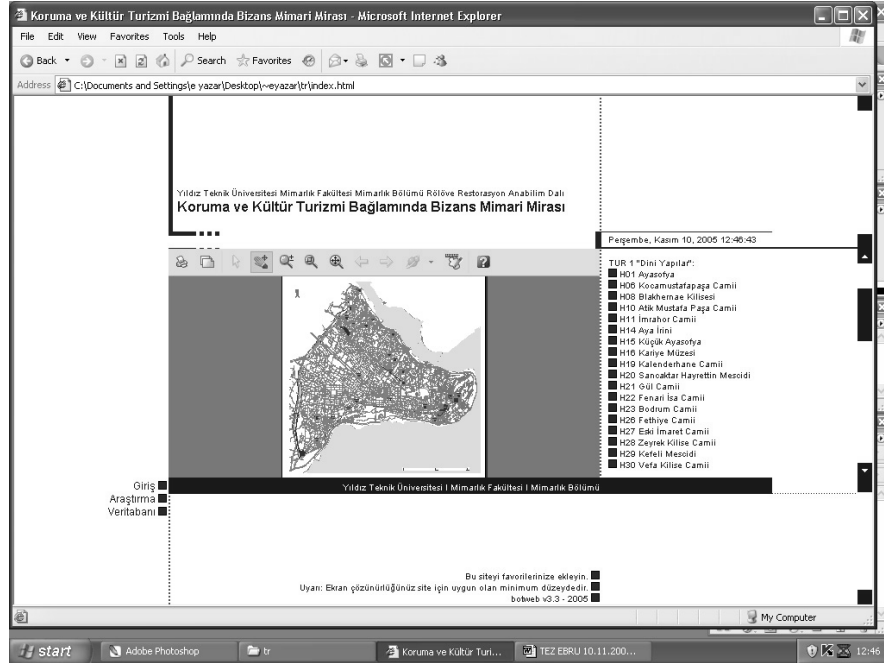 Koruma ve Kültür Turizmi Bağlamında Bizans Mimari Mirası - Microsoft Internet Explorer
File Edit View Favorites Tools Help
Back Search Favorites
Address C:\Documents and Settings\e yazar\Desktop\~eyazar\tr\index.html
Yıldız Teknik Üniversitesi Mimarlık Fakültesi Mimarlık Bölümü Rölöve Restorasyon Anabilim Dalı
Koruma ve Kültür Turizmi Bağlamında Bizans Mimari Mirası
Perşembe, Kasım 10, 2005 12:46:43
TUR 1 "Dini Yapılar":
H01 Ayasofya
H06 Kocamustafapaşa Camii
H08 Blakhernae Kilisesi
H10 Atik Mustafa Paşa Camii
H11 İmrahor Camii
H14 Aya İrini
H15 Küçük Ayasofya
H16 Kariye Müzesi
H19 Kalenderhane Camii
H20 Sancaktar Hayrettin Mescidi
H21 Gül Camii
H22 Fenari İsa Camii
H23 Bodrum Camii
H26 Fethiye Camii
H27 Eski İmaret Camii
H28 Zeyrek Kilise Camii
H29 Kefeli Mescidi
H30 Vefa Kilise Camii
Giriş
Araştırma
Veritabanı
Yıldız Teknik Üniversitesi I Mimarlık Fakültesi I Mimarlık Bölümü
Bu siteyi favorilerinize ekleyin.
Uyarı: Ekran çözünürlüğünüz site için uygun olan minimum düzeydedir.
botweb v3.3 - 2005
My Computer
start Adobe Photoshop tr Koruma ve Kültür Turi... TEZ EBRU 10.11.200... 12:46